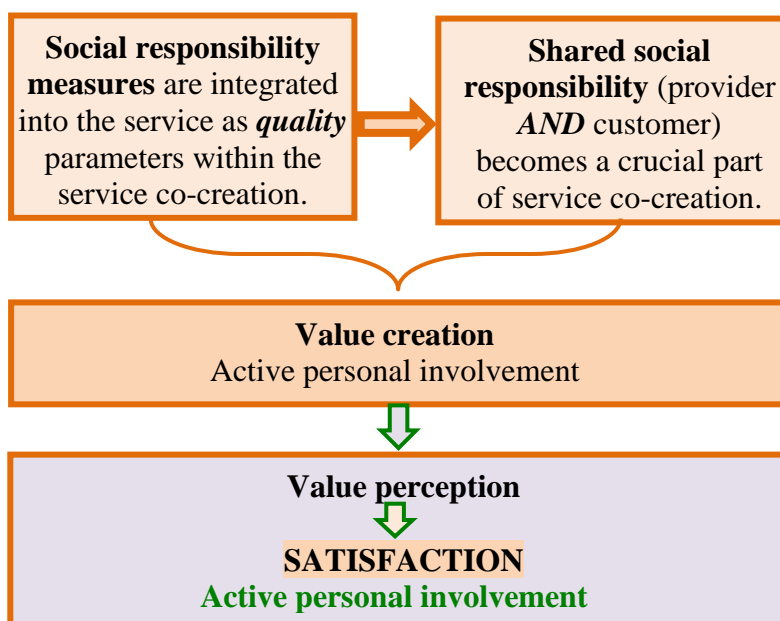 Social responsibility
measures are integrated
into the service as quality
parameters within the
service co-creation.
Shared social
responsibility (provider
AND customer)
becomes a crucial part
of service co-creation.
Value creation
Active personal involvement
Value perception
SATISFACTION
Active personal involvement